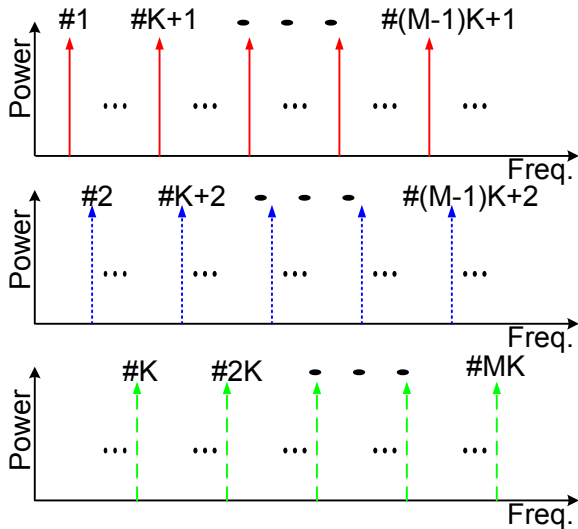 #1 #K+1 • • • #(M-1)K+1
Power
... ... ... ... ...
Freq.
#2 #K+2 • • • #(M-1)K+2
Power
... ... ... ... ...
Freq.
#K #2K • • • #MK
Power
... ... ... ... ...
Freq.